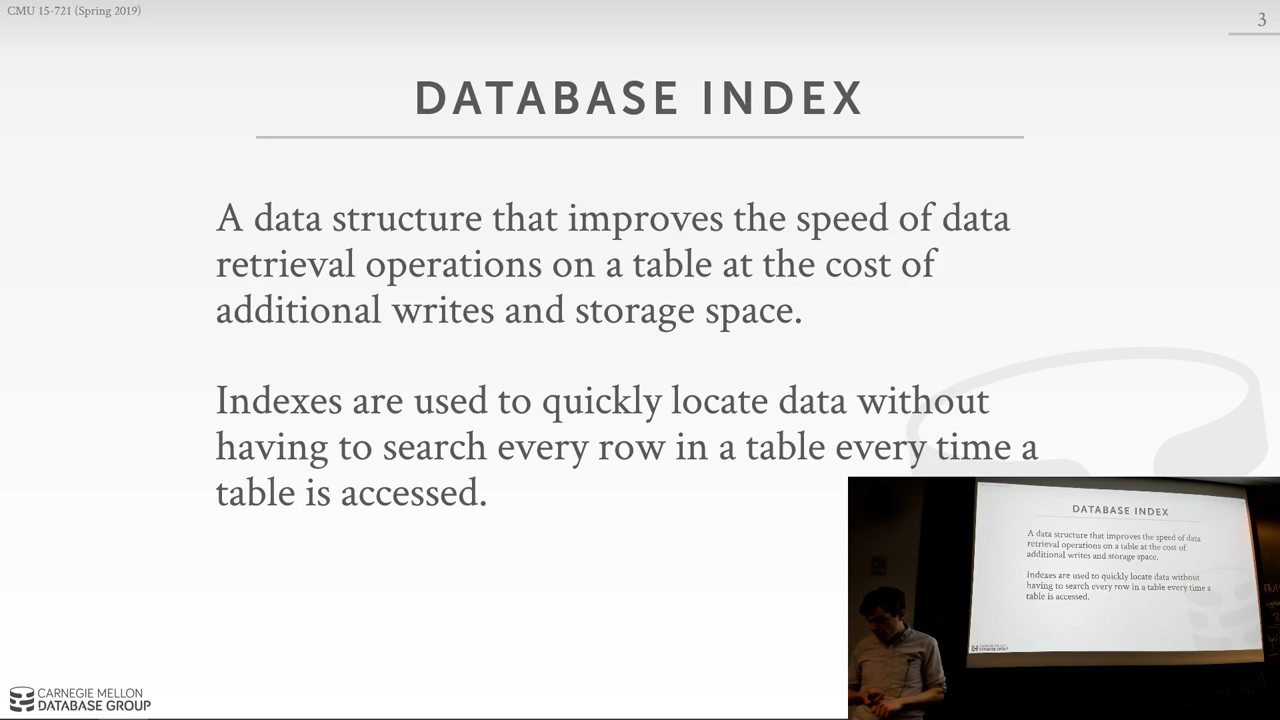 CMU 15-721 (Spring 2019)
3
DATABASE INDEX
A data structure that improves the speed of data
retrieval operations on a table at the cost of
additional writes and storage space.
Indexes are used to quickly locate data without
having to search every row in a table every time a
table is accessed.
DATABASE INDEX
A data structure that improves the speed of data
retrieval operations on a table at the cost of
additional writes and storage space.
Indexes are used to quickly locate data without
having to search every row in a table every time a
table is accessed.
CARNEGIE MELLON
DATABASE GROUP